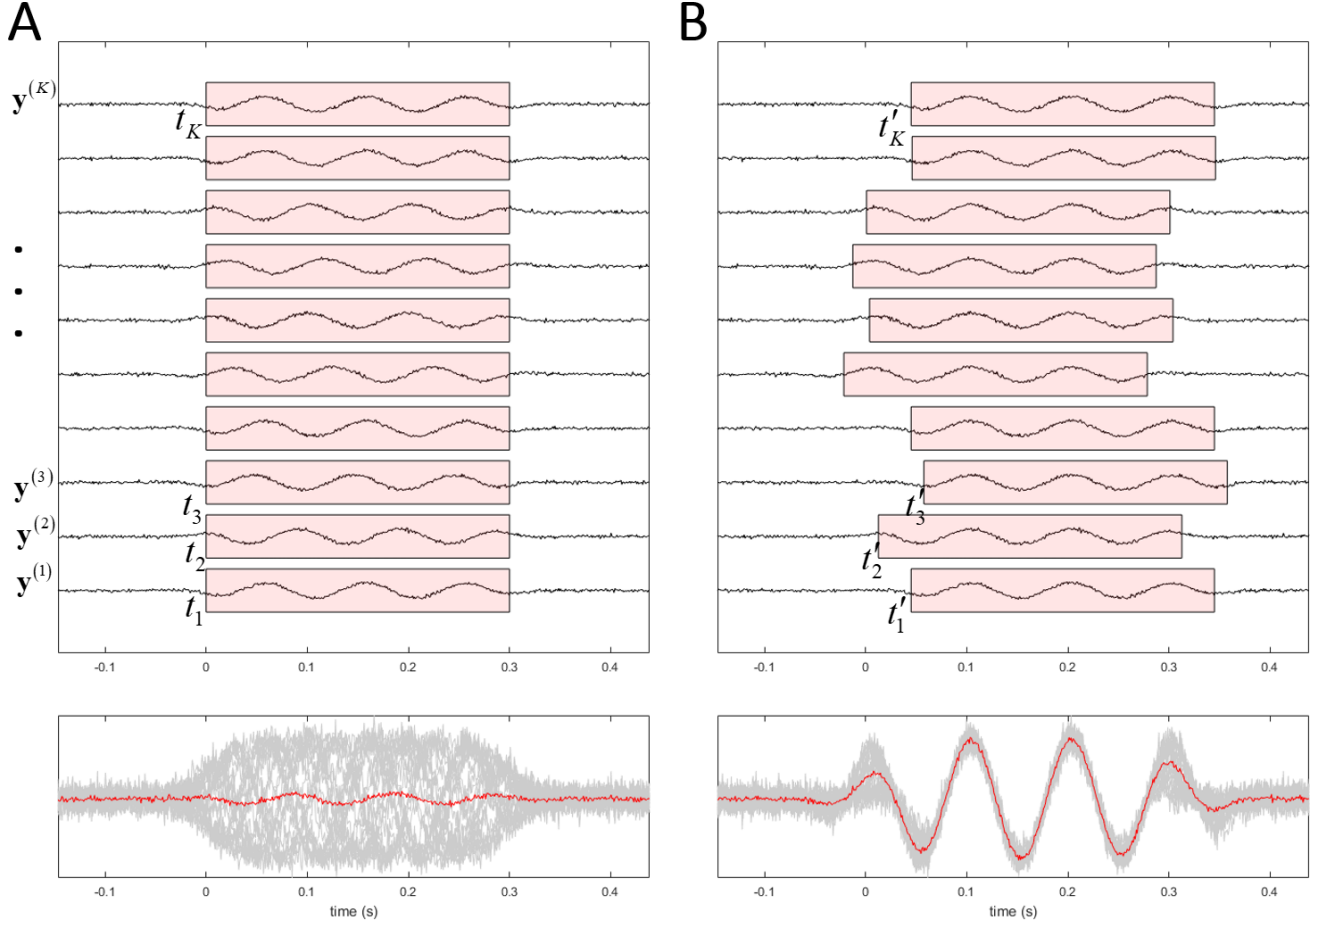 A
B
y^(K)
t_K
t'_K
y^(3)
t_3
t'_3
y^(2)
t_2
t'_2
y^(1)
t_1
t'_1
-0.1 0 0.1 0.2 0.3 0.4
-0.1 0 0.1 0.2 0.3 0.4
-0.1 0 0.1 0.2 0.3 0.4
time (s)
-0.1 0 0.1 0.2 0.3 0.4
time (s)